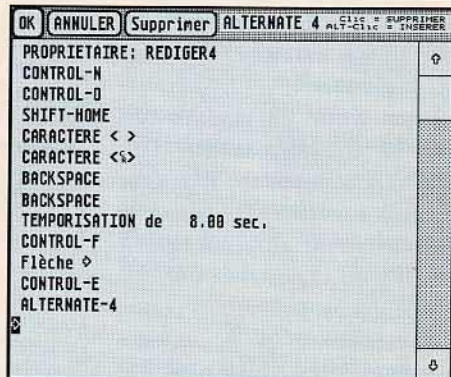 OK ANNULER Supprimer ALTERNATE 4 Clic = SUPPRIMER
ALT-Clic = INSERER
PROPRIETAIRE: REDIGER4
CONTROL-N
CONTROL-O
SHIFT-HOME
CARACTERE < >
CARACTERE <S>
BACKSPACE
BACKSPACE
TEMPORISATION de 8.00 sec.
CONTROL-F
Flèche ⇨
CONTROL-E
ALTERNATE-4